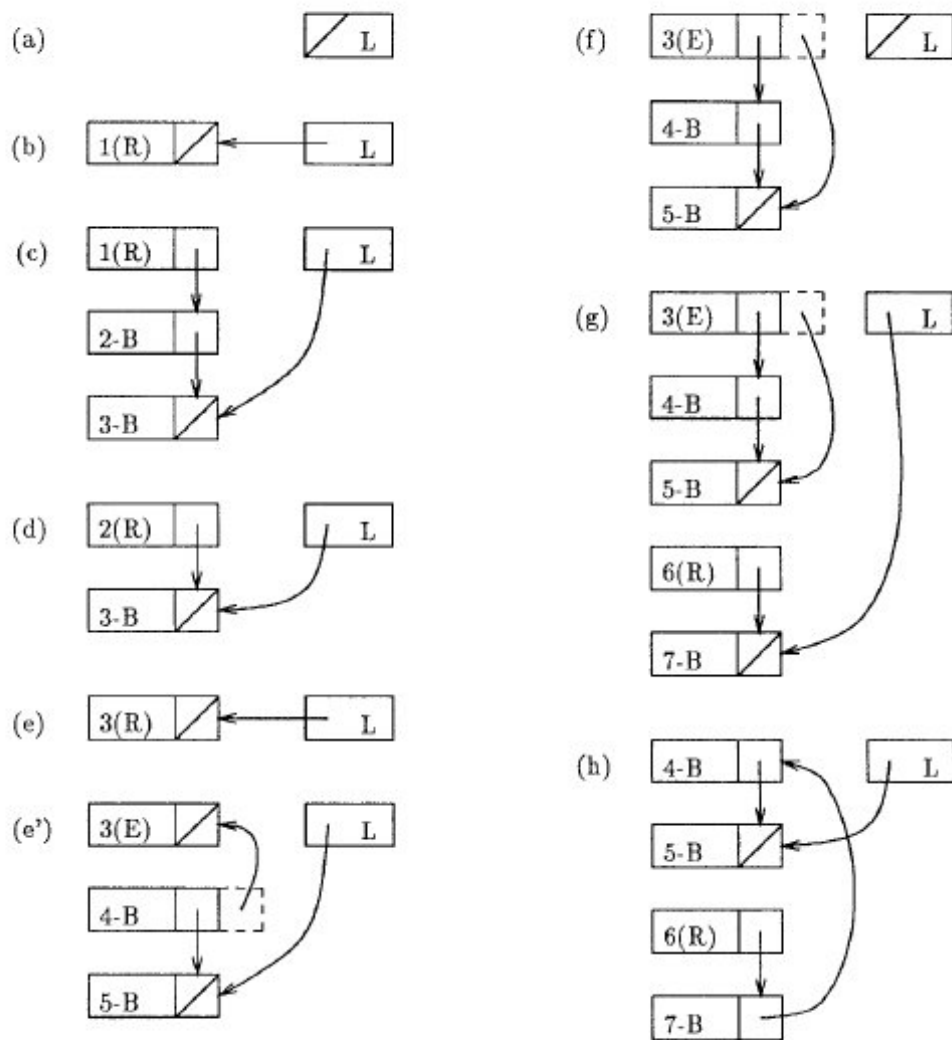 (a) L
(b) 1(R) L
(c) 1(R) L
2-B
3-B
(d) 2(R) L
3-B
(e) 3(R) L
(e') 3(E) L
4-B
5-B
(f) 3(E) L
4-B
5-B
(g) 3(E) L
4-B
5-B
6(R)
7-B
(h) 4-B L
5-B
6(R)
7-B